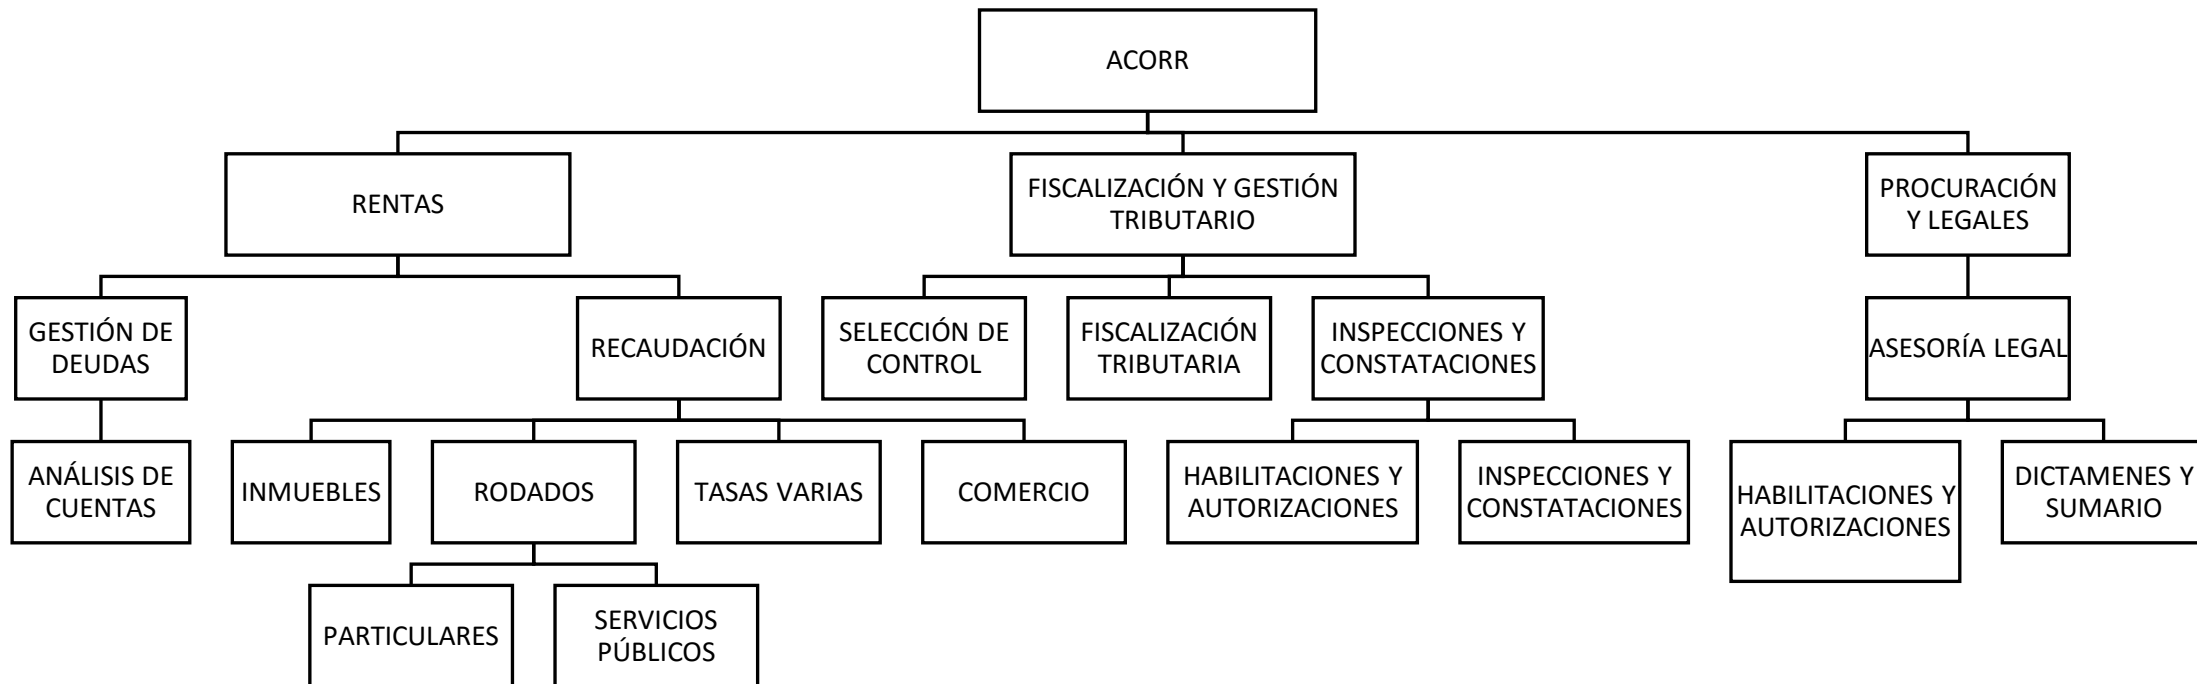 ACORR
RENTAS
FISCALIZACIÓN Y GESTIÓN
TRIBUTARIO
PROCURACIÓN
Y LEGALES
GESTIÓN DE
DEUDAS
RECAUDACIÓN
SELECCIÓN DE
CONTROL
FISCALIZACIÓN
TRIBUTARIA
INSPECCIONES Y
CONSTATACIONES
ASESORÍA LEGAL
ANÁLISIS DE
CUENTAS
INMUEBLES
RODADOS
TASAS VARIAS
COMERCIO
HABILITACIONES Y
AUTORIZACIONES
INSPECCIONES Y
CONSTATACIONES
HABILITACIONES Y
AUTORIZACIONES
DICTAMENES Y
SUMARIO
PARTICULARES
SERVICIOS
PÚBLICOS